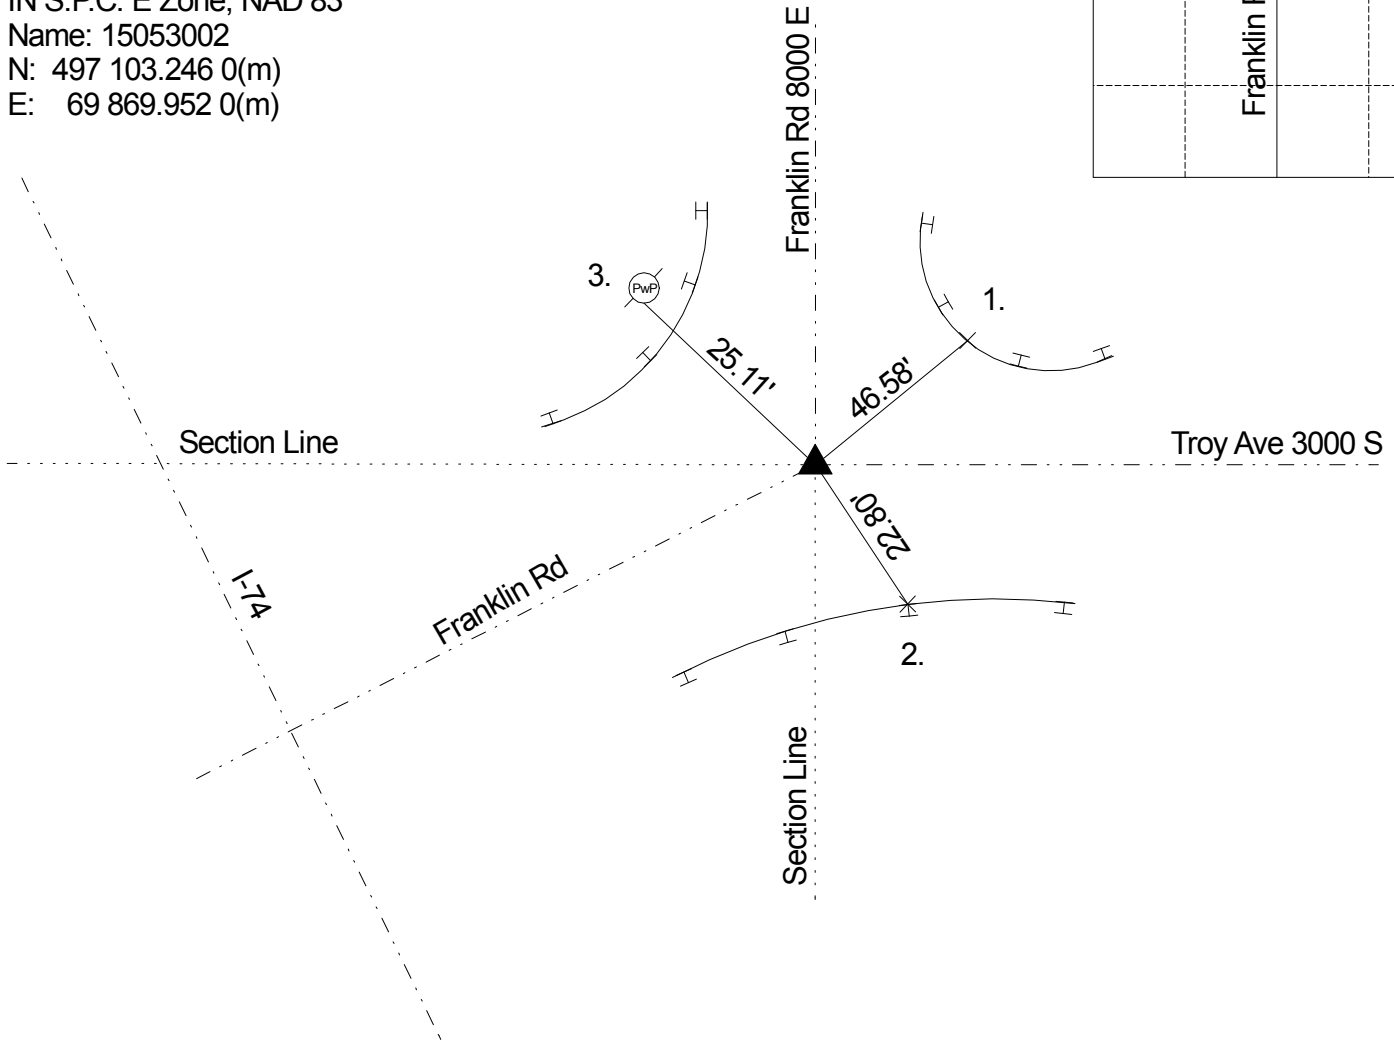 IN S.P.C. E Zone, NAD 83
Name: 15053002
N: 497 103.246 0(m)
E: 69 869.952 0(m)
Franklin Rd 8000 E
Franklin
3.
PwP
1.
25.11'
46.58'
Section Line
Troy Ave 3000 S
22.80'
I-74
Franklin Rd
2.
Section Line